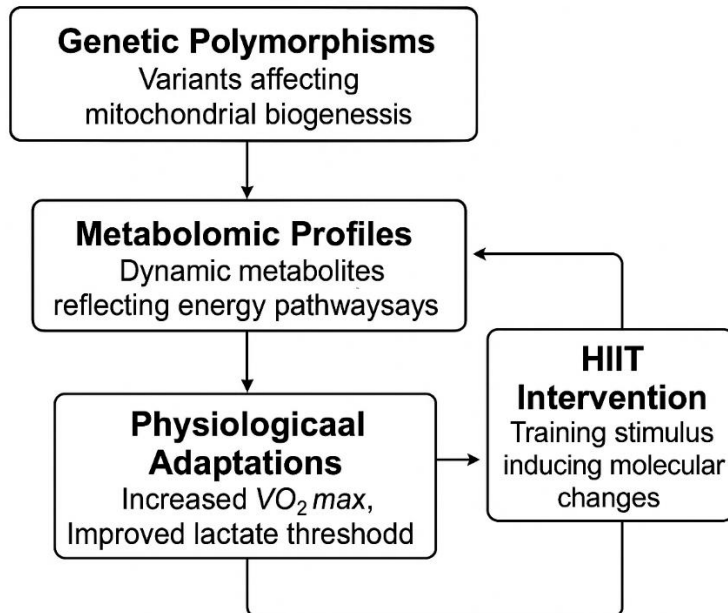 Genetic Polymorphisms
Variants affecting
mitochondrial biogenessis
Metabolomic Profiles
Dynamic metabolites
reflecting energy pathwaysays
Physiologicaal
Adaptations
Increased VO₂ max,
Improved lactate threshodd
HIIT
Intervention
Training stimulus
inducing molecular
changes